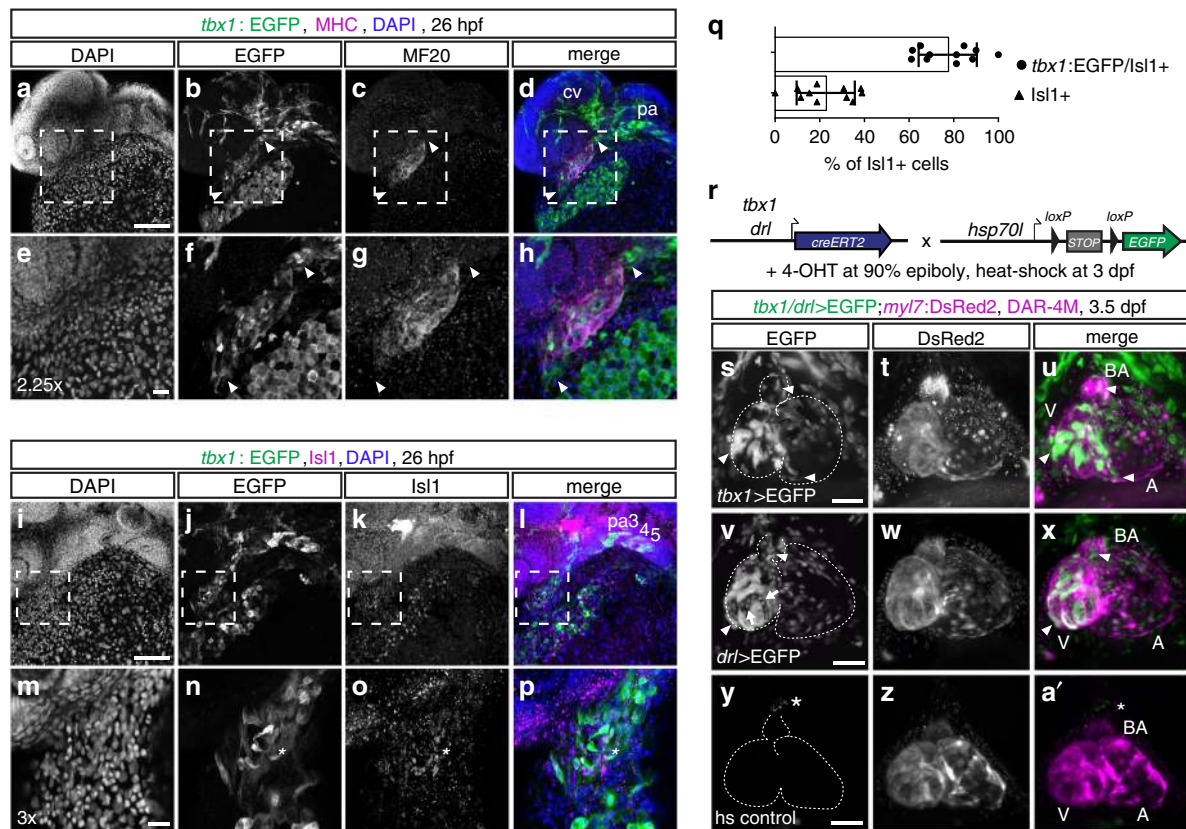 tbx1: EGFP, MHC, DAPI, 26 hpf
DAPI EGFP MF20 merge
a b c d
cv
pa
e f g h
2.25x
tbx1: EGFP, Isl1, DAPI, 26 hpf
DAPI EGFP Isl1 merge
i j k l
pa3 4 5
m n o p
* * *
3x
q
tbx1:EGFP/Isl1+
Isl1+
0 20 40 60 80 100
% of Isl1+ cells
r
tbx1
drl
creERT2
x
hsp70l
loxP loxP
STOP
EGFP
+ 4-OHT at 90% epiboly, heat-shock at 3 dpf
tbx1/drl>EGFP;myl7:DsRed2, DAR-4M, 3.5 dpf
EGFP DsRed2 merge
s t u
BA
V
A
tbx1>EGFP
v w x
BA
V A
drl>EGFP
y z a′
* *
BA
V A
hs control